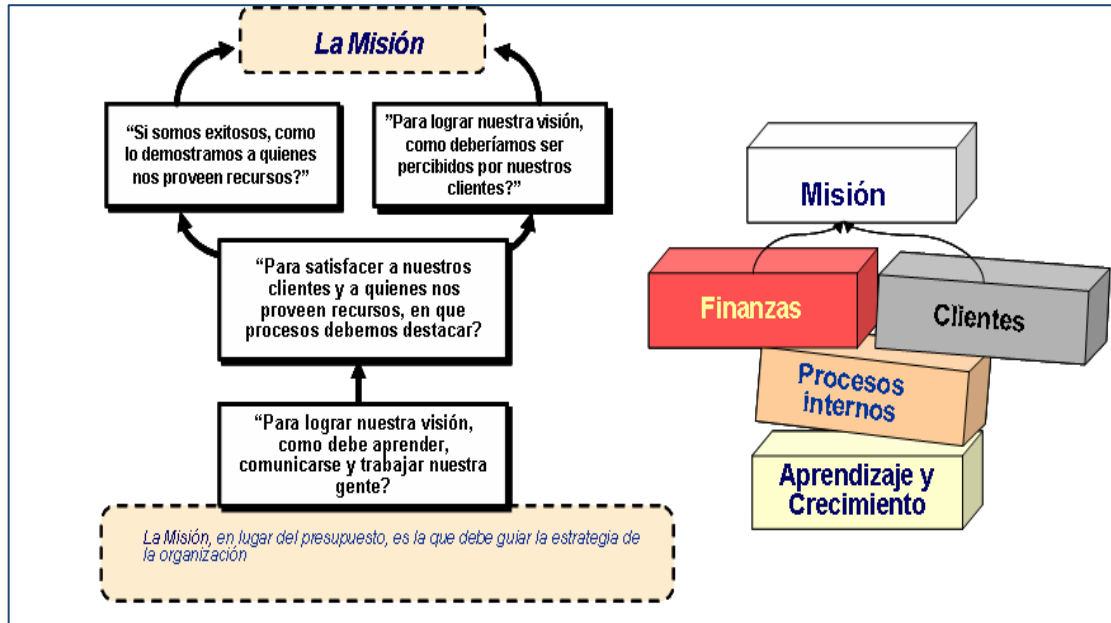 La Misión
“Si somos exitosos, como
lo demostramos a quienes
nos proveen recursos?”
”Para lograr nuestra visión,
como deberíamos ser
percibidos por nuestros
clientes?”
“Para satisfacer a nuestros
clientes y a quienes nos
proveen recursos, en que
procesos debemos destacar?
“Para lograr nuestra visión,
como debe aprender,
comunicarse y trabajar nuestra
gente?
La Misión, en lugar del presupuesto, es la que debe guiar la estrategia de
la organización
Misión
Finanzas
Clientes
Procesos
internos
Aprendizaje y
Crecimiento